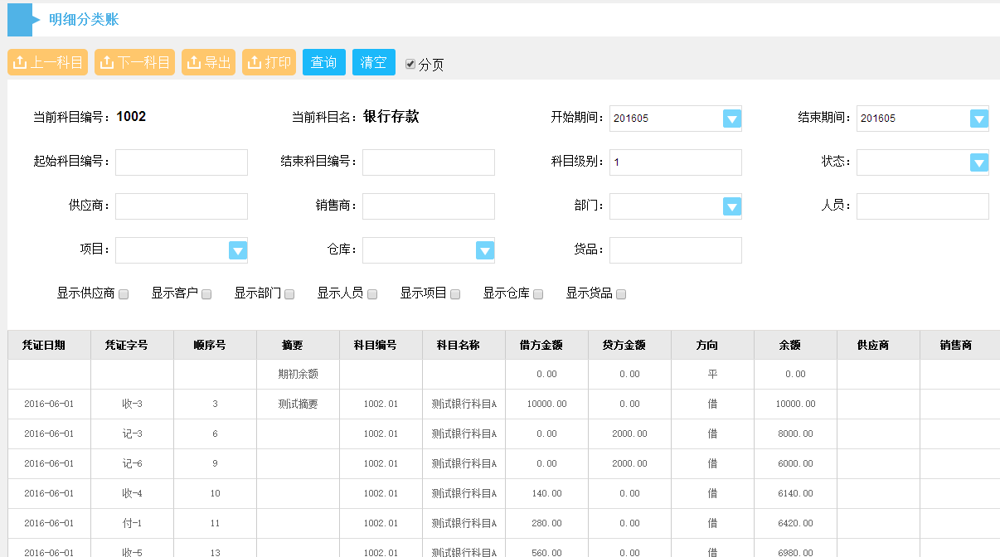 明细分类账
上一科目 下一科目 导出 打印 查询 清空 分页
当前科目编号：1002 当前科目名：银行存款 开始期间：201605 结束期间：201605
起始科目编号： 结束科目编号： 科目级别：1 状态：
供应商： 销售商： 部门： 人员：
项目： 仓库： 货品：
显示供应商 显示客户 显示部门 显示人员 显示项目 显示仓库 显示货品
凭证日期 凭证字号 顺序号 摘要 科目编号 科目名称 借方金额 贷方金额 方向 余额 供应商 销售商
期初余额 0.00 0.00 平 0.00
2016-06-01 收-3 3 测试摘要 1002.01 测试银行科目A 10000.00 0.00 借 10000.00
2016-06-01 记-3 6 1002.01 测试银行科目A 0.00 2000.00 借 8000.00
2016-06-01 记-6 9 1002.01 测试银行科目A 0.00 2000.00 借 6000.00
2016-06-01 收-4 10 1002.01 测试银行科目A 140.00 0.00 借 6140.00
2016-06-01 付-1 11 1002.01 测试银行科目A 280.00 0.00 借 6420.00
2016-06-01 收-5 13 1002.01 测试银行科目A 560.00 0.00 借 6980.00